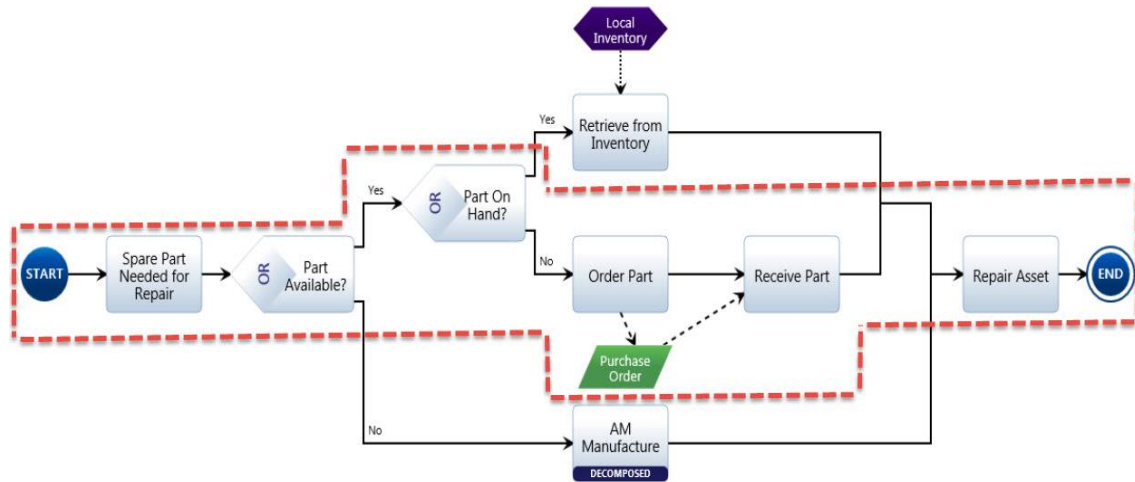 Local
Inventory
Yes
Retrieve from
Inventory
Yes
OR
Part On
Hand?
No
START
Spare Part
Needed for
Repair
OR
Part
Available?
Order Part
Receive Part
Repair Asset
END
Purchase
Order
No
AM
Manufacture
DECOMPOSED